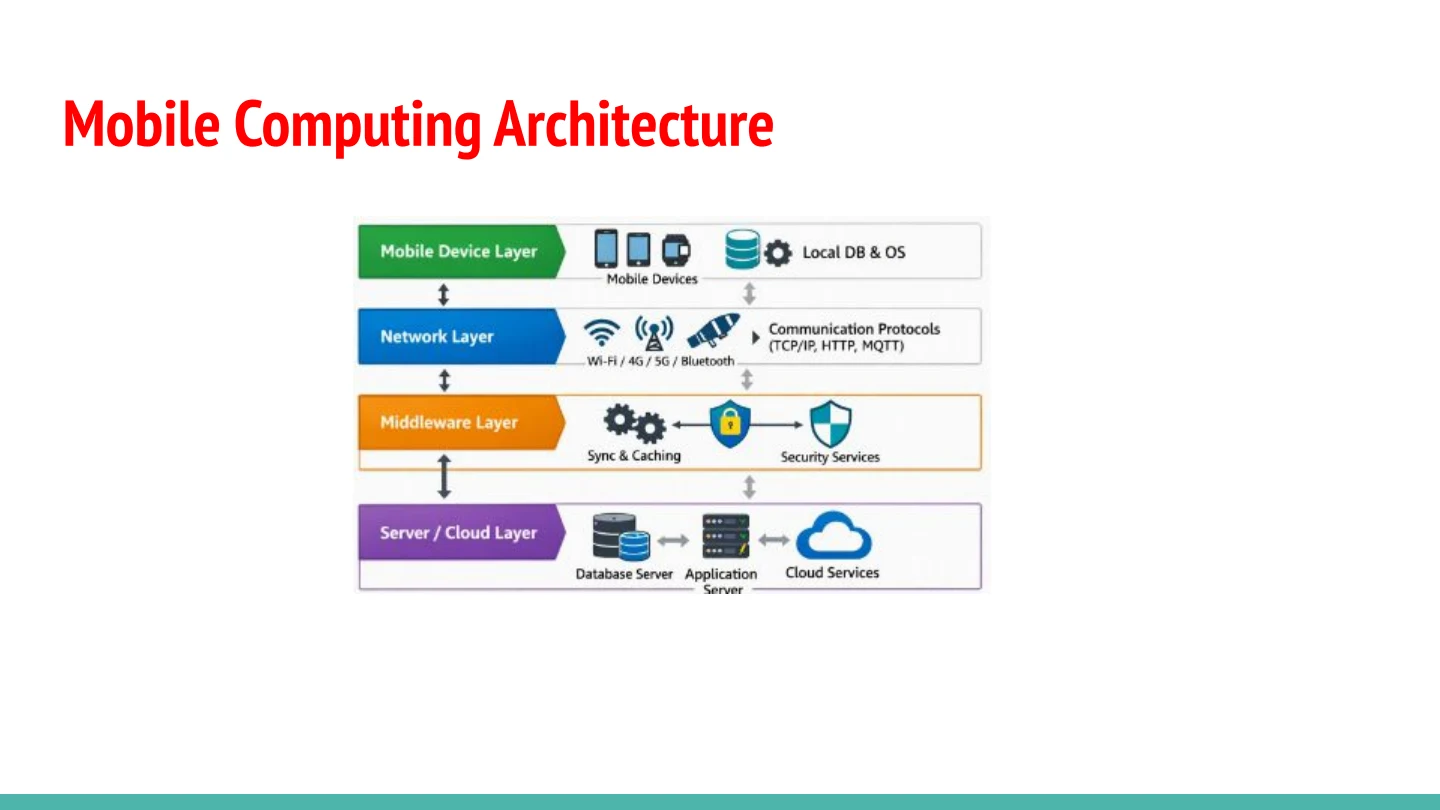 Mobile Computing Architecture
Mobile Device Layer
Mobile Devices
Local DB & OS
Network Layer
Wi-Fi / 4G / 5G / Bluetooth
Communication Protocols
(TCP/IP, HTTP, MQTT)
Middleware Layer
Sync & Caching
Security Services
Server / Cloud Layer
Database Server
Application
Server
Cloud Services